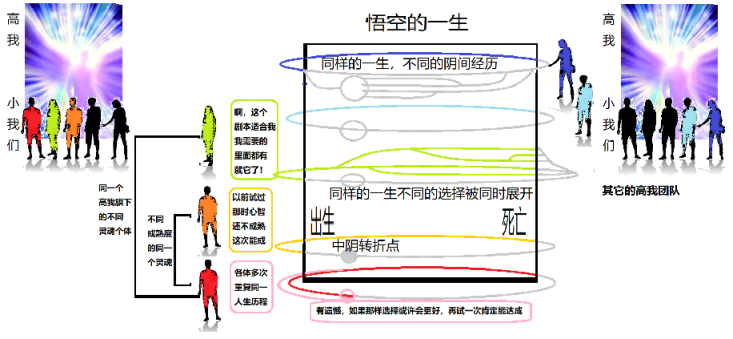 悟空的一生
高
我
小
我
们
同样的一生，不同的阴间经历
啊，这个
剧本适合我
我需要的
里面都有
就它了！
同一个
高我旗下
的不同
灵魂个体
不同
成熟度
的同一
个灵魂
以前试过
那时心智
还不成熟
这次能成
各体多次
重复同一
人生历程
同样的一生不同的选择被同时展开
出生
死亡
中阴转折点
有遗憾，如果那样选择或许会更好，再试一次肯定能达成
高
我
小
我
们
其它的高我团队